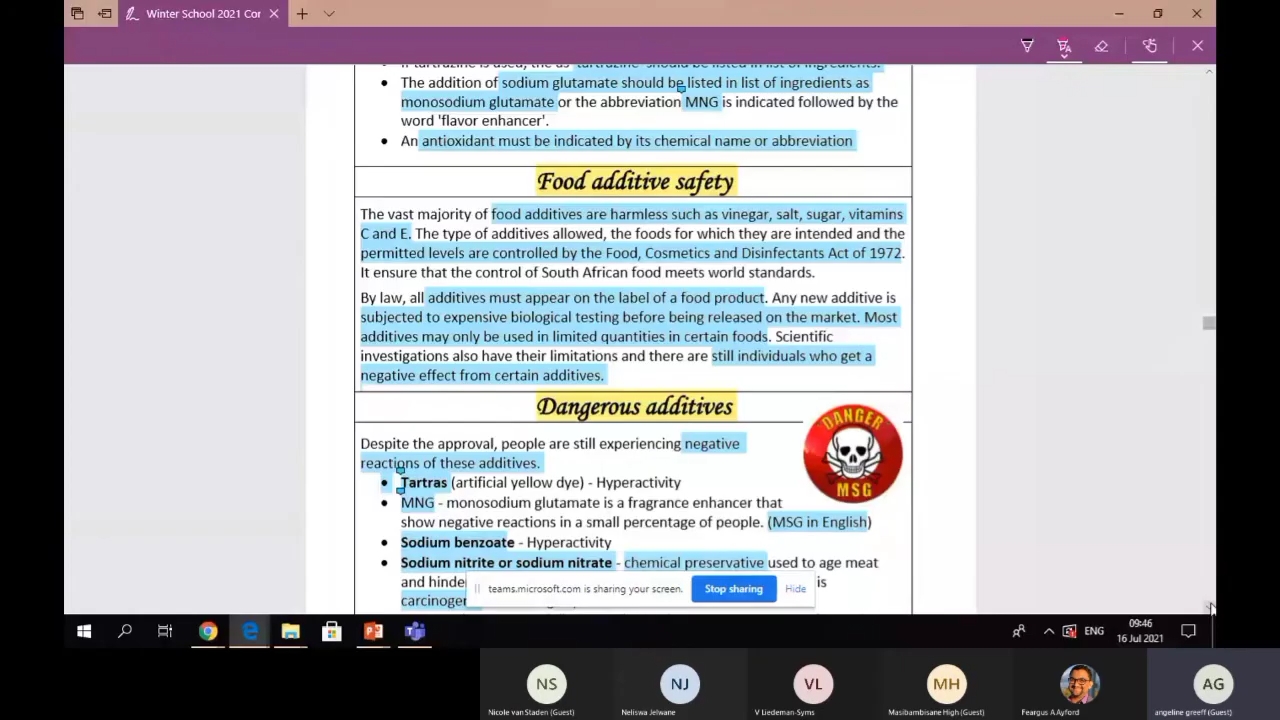 Winter School 2021 Cor
The addition of sodium glutamate should be listed in list of ingredients as
monosodium glutamate or the abbreviation MNG is indicated followed by the
word 'flavor enhancer'.
An antioxidant must be indicated by its chemical name or abbreviation
Food additive safety
The vast majority of food additives are harmless such as vinegar, salt, sugar, vitamins
C and E. The type of additives allowed, the foods for which they are intended and the
permitted levels are controlled by the Food, Cosmetics and Disinfectants Act of 1972.
It ensure that the control of South African food meets world standards.
By law, all additives must appear on the label of a food product. Any new additive is
subjected to expensive biological testing before being released on the market. Most
additives may only be used in limited quantities in certain foods. Scientific
investigations also have their limitations and there are still individuals who get a
negative effect from certain additives.
Dangerous additives
Despite the approval, people are still experiencing negative
reactions of these additives.
DANGER
MSG
Tartras (artificial yellow dye) - Hyperactivity
MNG - monosodium glutamate is a fragrance enhancer that
show negative reactions in a small percentage of people. (MSG in English)
Sodium benzoate - Hyperactivity
Sodium nitrite or sodium nitrate - chemical preservative used to age meat
and hinde is
teams.microsoft.com is sharing your screen. Stop sharing Hide
carcinoge
ENG
09:46
16 Jul 2021
NS NJ VL MH AG
Nicole van Staden (Guest) Neliswa Jelwane V Liedeman-Syms Masibambisane High (Guest) Feargus A Ayford angeline greeff (Guest)